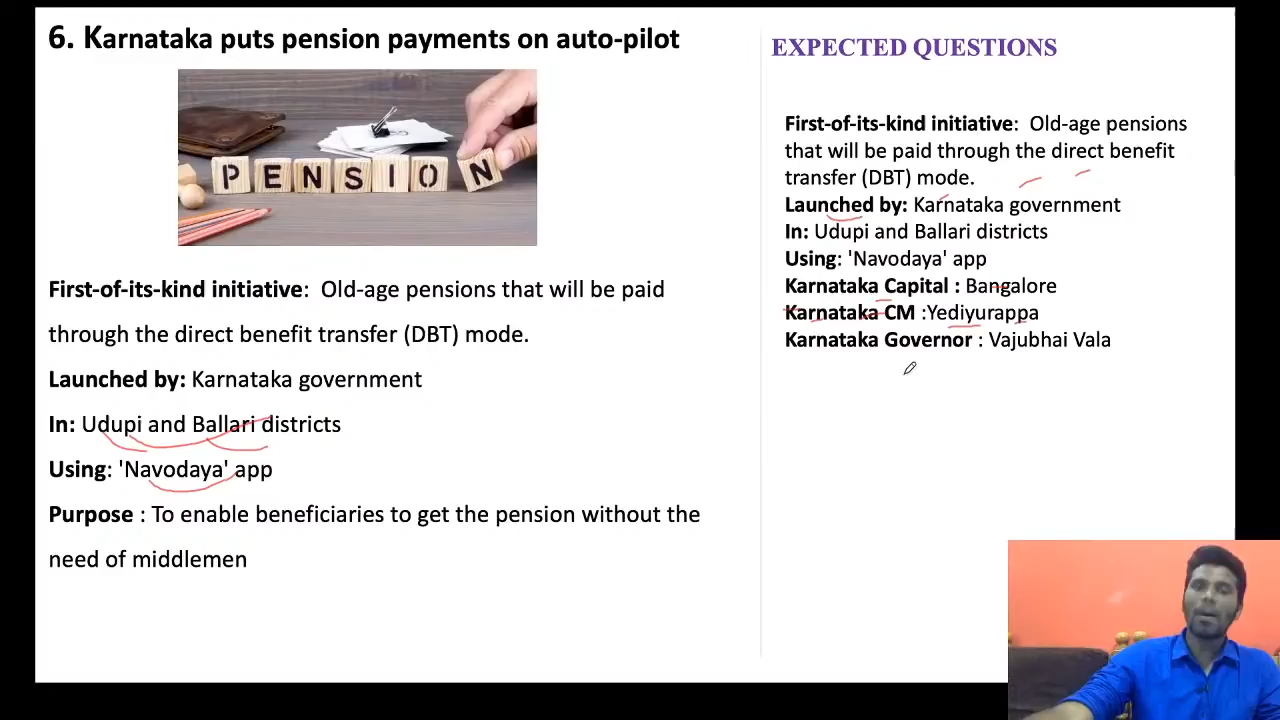 6. Karnataka puts pension payments on auto-pilot
PENSION
First-of-its-kind initiative: Old-age pensions that will be paid
through the direct benefit transfer (DBT) mode.
Launched by: Karnataka government
In: Udupi and Ballari districts
Using: 'Navodaya' app
Purpose : To enable beneficiaries to get the pension without the
need of middlemen
EXPECTED QUESTIONS
First-of-its-kind initiative: Old-age pensions
that will be paid through the direct benefit
transfer (DBT) mode.
Launched by: Karnataka government
In: Udupi and Ballari districts
Using: 'Navodaya' app
Karnataka Capital : Bangalore
Karnataka CM :Yediyurappa
Karnataka Governor : Vajubhai Vala